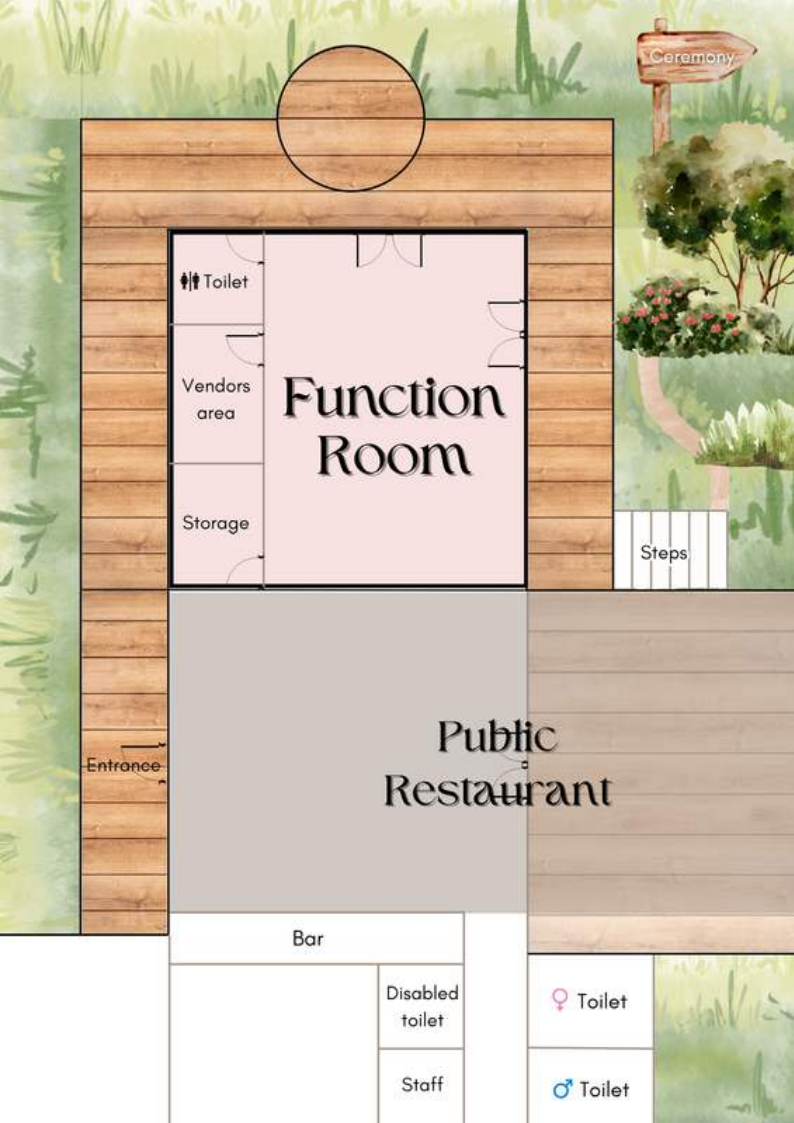 Ceremony
Toilet
Vendors
area
Function
Room
Storage
Steps
Public
Restaurant
Entrance
Bar
Disabled
toilet
Toilet
Staff
Toilet